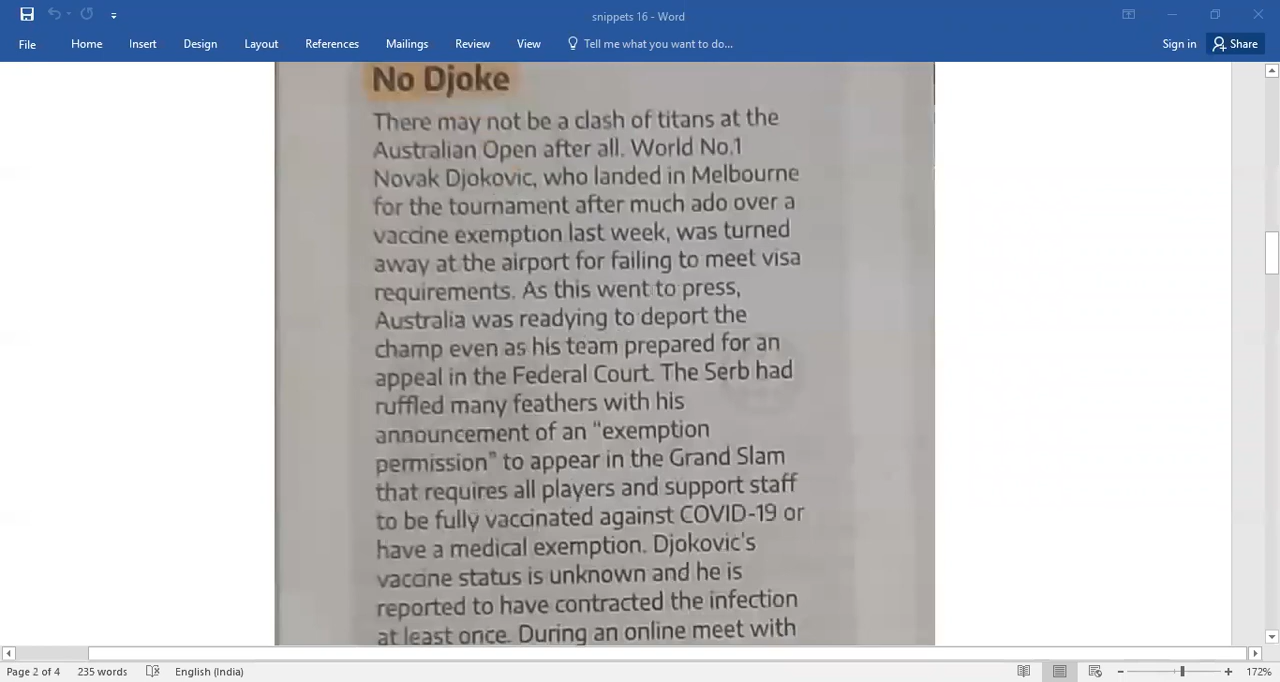 snippets 16 - Word
File Home Insert Design Layout References Mailings Review View Tell me what you want to do... Sign in Share
No Djoke
There may not be a clash of titans at the
Australian Open after all. World No.1
Novak Djokovic, who landed in Melbourne
for the tournament after much ado over a
vaccine exemption last week, was turned
away at the airport for failing to meet visa
requirements. As this went to press,
Australia was readying to deport the
champ even as his team prepared for an
appeal in the Federal Court. The Serb had
ruffled many feathers with his
announcement of an “exemption
permission” to appear in the Grand Slam
that requires all players and support staff
to be fully vaccinated against COVID-19 or
have a medical exemption. Djokovic's
vaccine status is unknown and he is
reported to have contracted the infection
at least once. During an online meet with
Page 2 of 4 235 words English (India) 172%